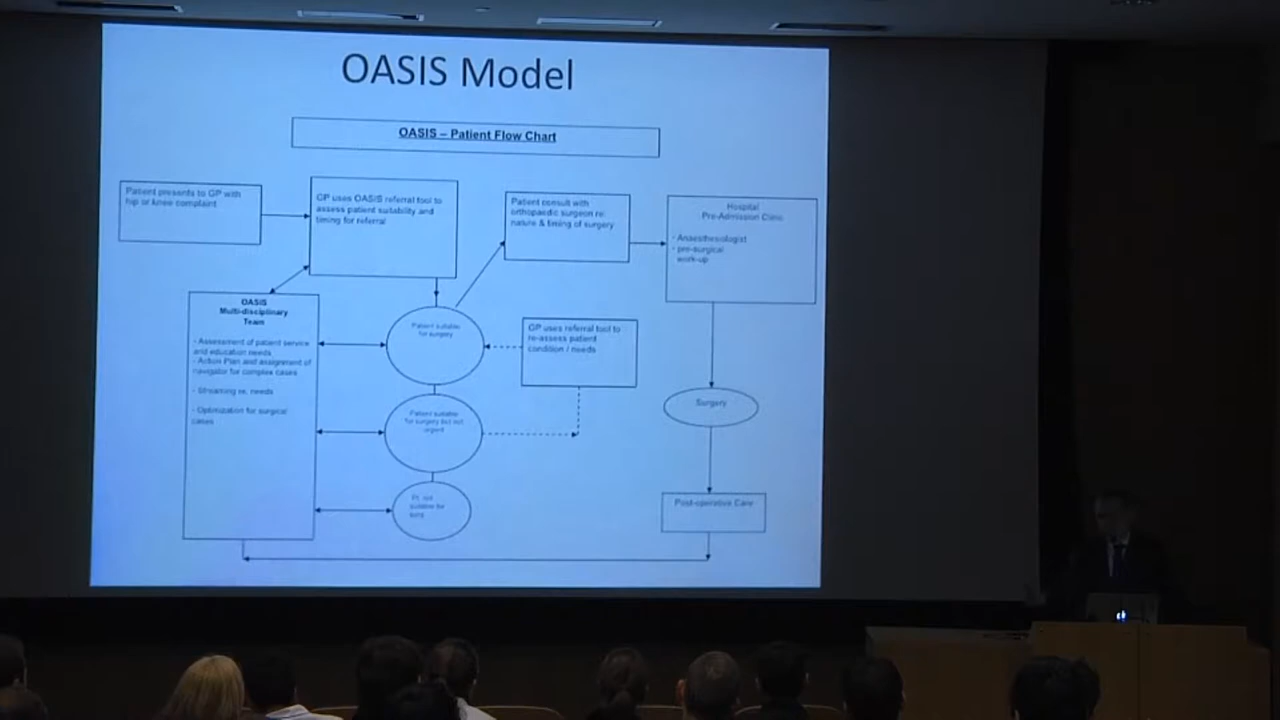 OASIS Model
OASIS – Patient Flow Chart
Patient presents to GP with
hip or knee complaint
GP uses OASIS referral tool to
assess patient suitability and
timing for referral
Patient consult with
orthopaedic surgeon re:
nature & timing of surgery
Hospital
Pre-Admission Clinic
- Anaesthesiologist
- pre-surgical
work-up
OASIS
Multi-disciplinary
Team
- Assessment of patient service
and education needs
- Action Plan and assignment of
navigator for complex cases
- Streaming re. needs
- Optimization for surgical
cases
Patient suitable
for surgery
GP uses referral tool to
re-assess patient
condition / needs
Patient suitable
for surgery but not
urgent
Surgery
Pt. not
suitable for
surg
Post-operative Care